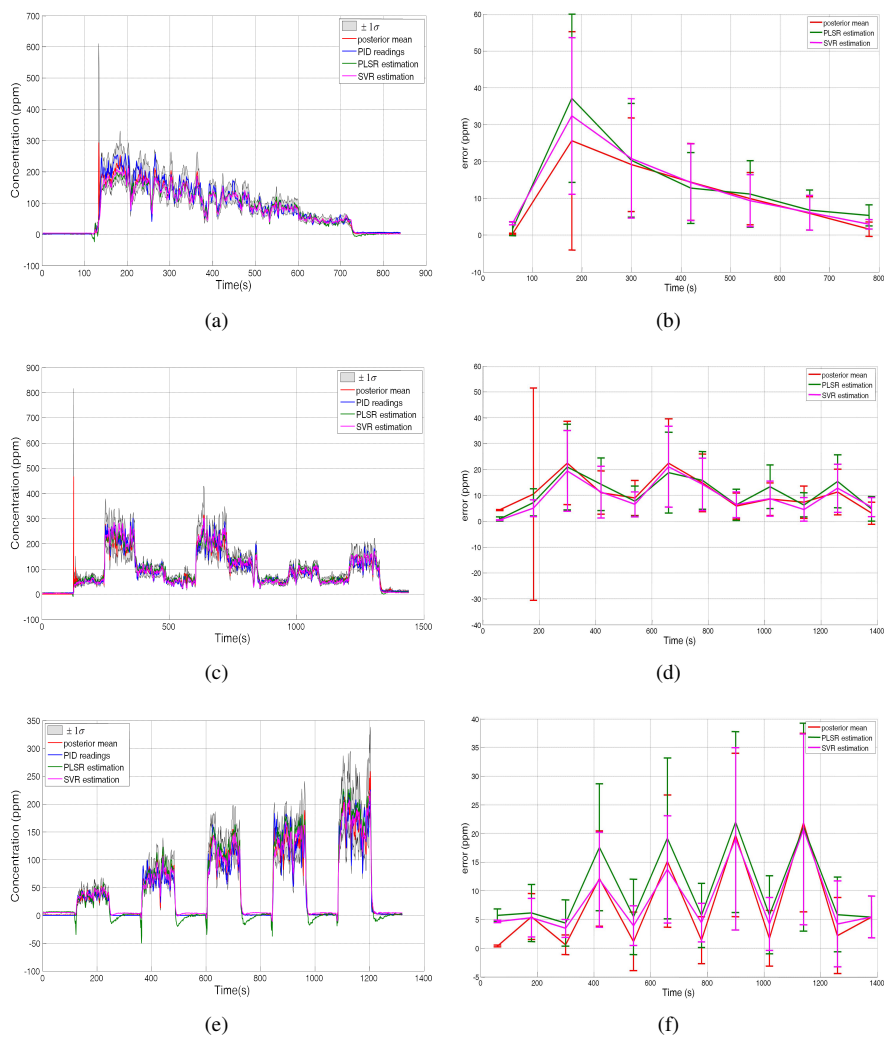 700
600
500
400
300
200
100
0
-100
0
100
200
300
400
500
600
700
800
900
Concentration (ppm)
Time(s)
± 1σ
posterior mean
PID readings
PLSR estimation
SVR estimation
(a)
60
50
40
30
20
10
0
-10
0
100
200
300
400
500
600
700
800
error (ppm)
Time (s)
posterior mean
PLSR estimation
SVR estimation
(b)
900
800
700
600
500
400
300
200
100
0
-100
0
500
1000
1500
Concentration (ppm)
Time(s)
± 1σ
posterior mean
PID readings
PLSR estimation
SVR estimation
(c)
60
50
40
30
20
10
0
-10
-20
-30
-40
0
200
400
600
800
1000
1200
1400
error (ppm)
Time (s)
posterior mean
PLSR estimation
SVR estimation
(d)
350
300
250
200
150
100
50
0
-50
-100
0
200
400
600
800
1000
1200
1400
Concentration (ppm)
Time(s)
± 1σ
posterior mean
PID readings
PLSR estimation
SVR estimation
(e)
40
35
30
25
20
15
10
5
0
-5
0
200
400
600
800
1000
1200
1400
error (ppm)
Time (s)
posterior mean
PLSR estimation
SVR estimation
(f)